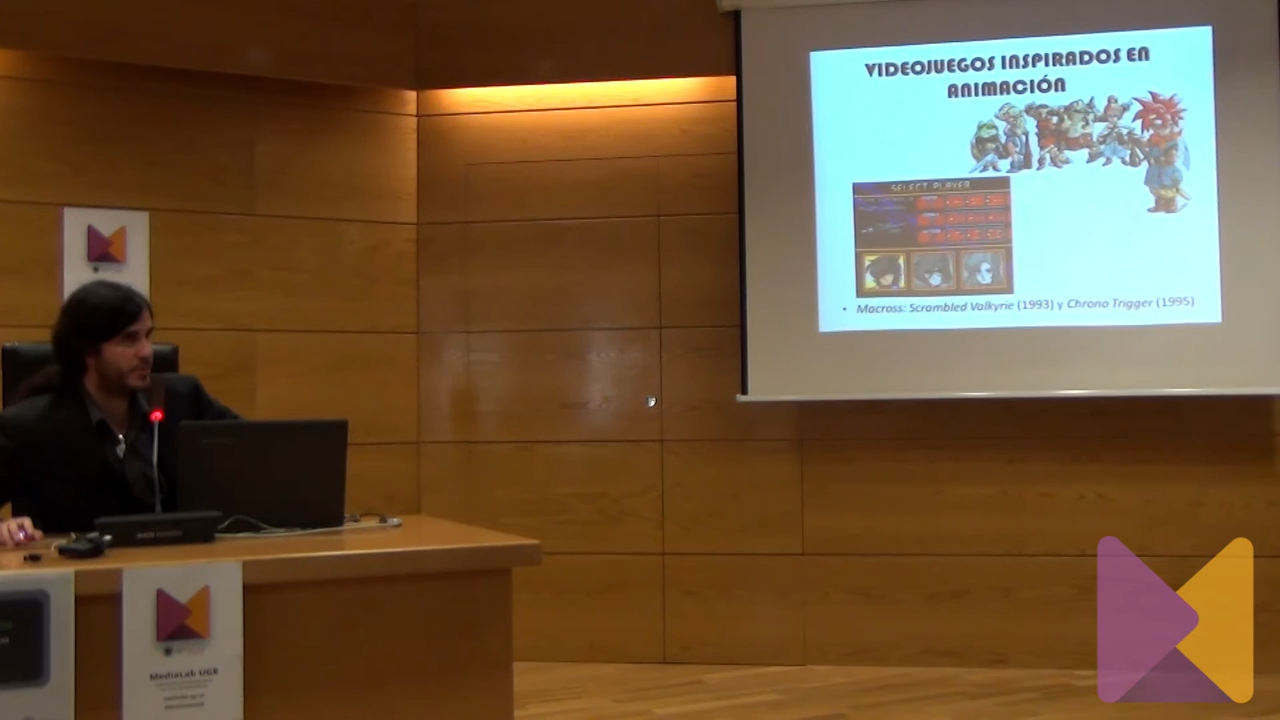 VIDEOJUEGOS INSPIRADOS EN
ANIMACIÓN
SELECT PLAYER
• Macross: Scrambled Valkyrie (1993) y Chrono Trigger (1995)
MediaLab UGR